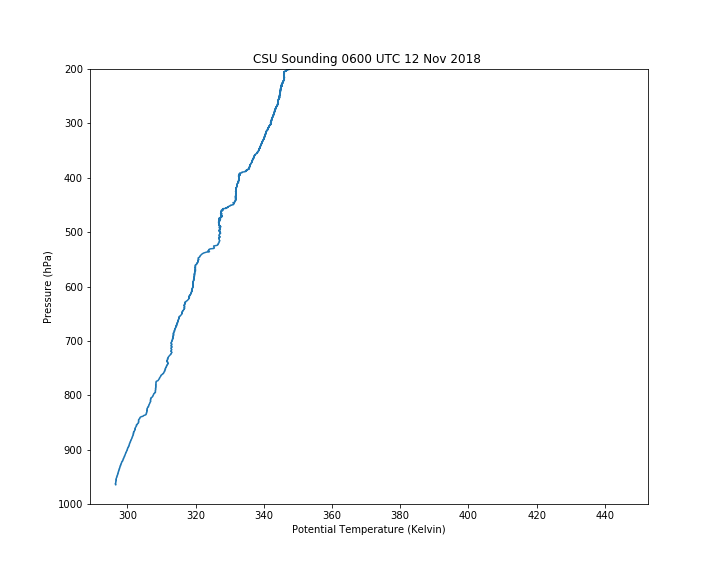 CSU Sounding 0600 UTC 12 Nov 2018
200
300
400
500
600
700
800
900
1000
Pressure (hPa)
300 320 340 360 380 400 420 440
Potential Temperature (Kelvin)